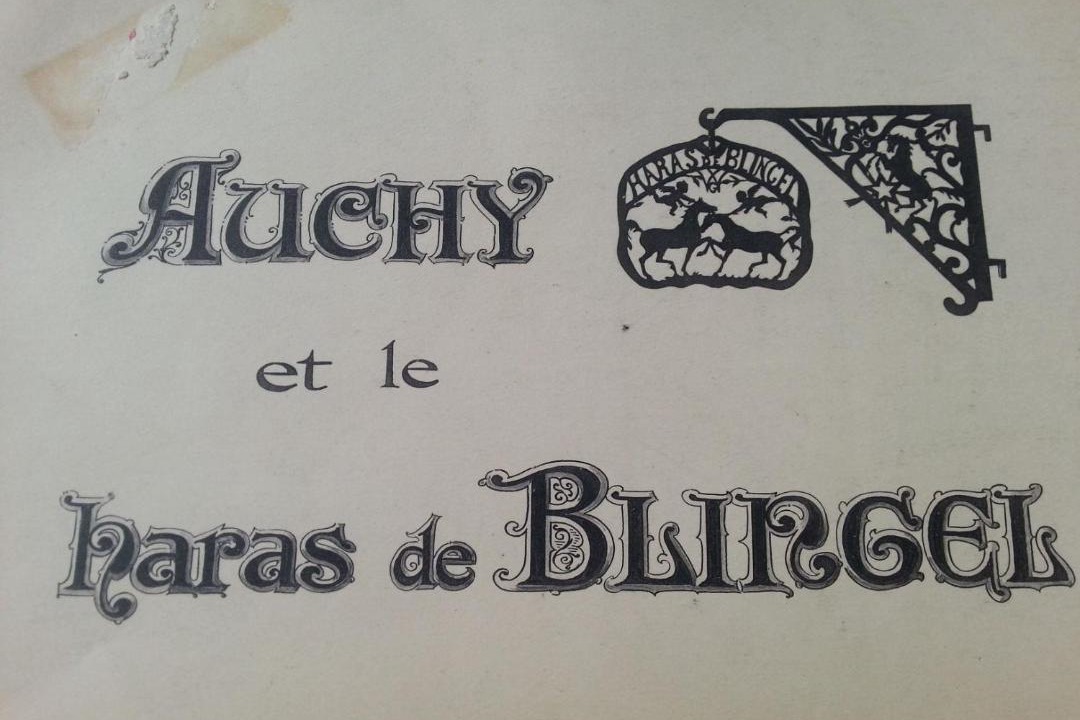 AUCHY
HARAS DE BLINGEL
et le
haras de BLINGEL